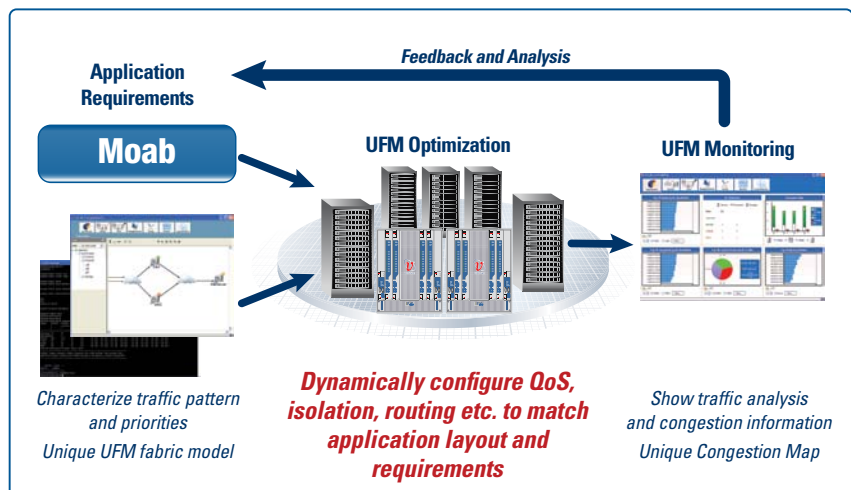 Feedback and Analysis
Application
Requirements
Moab
UFM Optimization
UFM Monitoring
Characterize traffic pattern
and priorities
Unique UFM fabric model
Dynamically configure QoS,
isolation, routing etc. to match
application layout and
requirements
Show traffic analysis
and congestion information
Unique Congestion Map